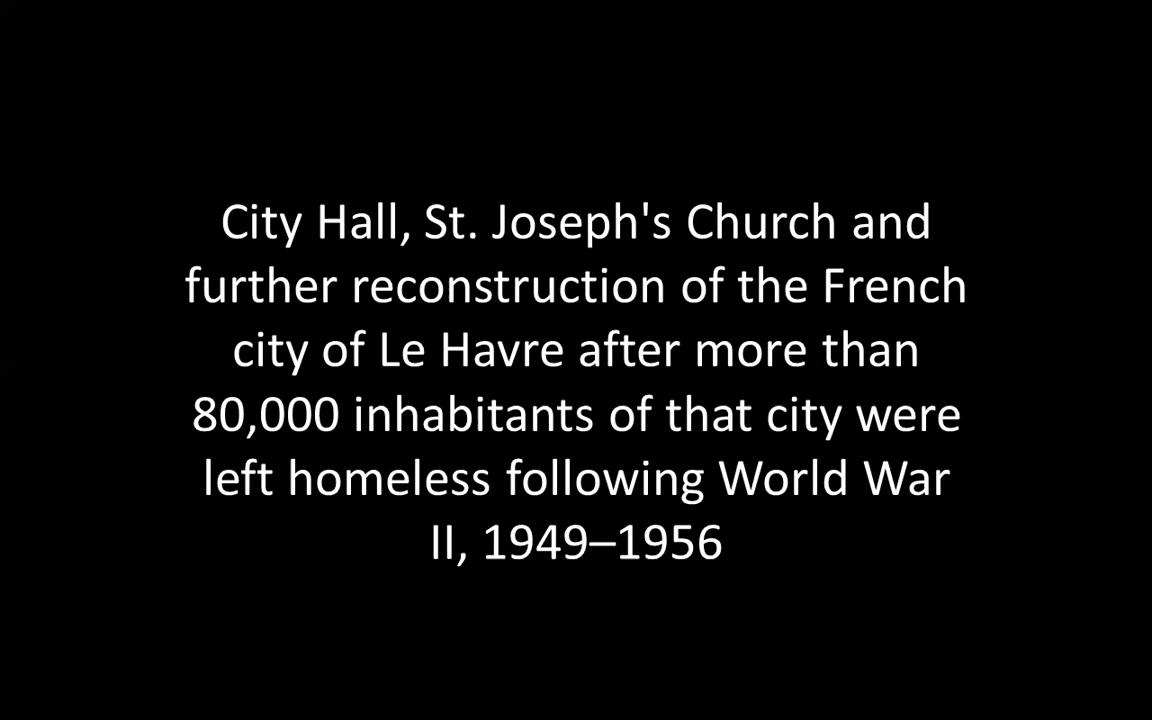 City Hall, St. Joseph's Church and
further reconstruction of the French
city of Le Havre after more than
80,000 inhabitants of that city were
left homeless following World War
II, 1949–1956